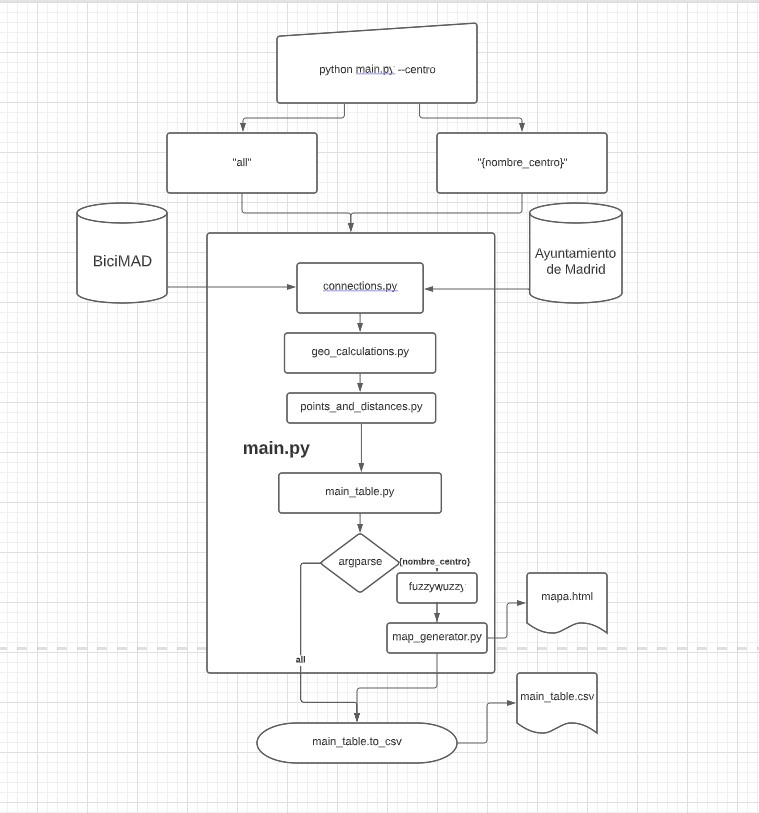 python main.py --centro
"all"
"{nombre_centro}"
BiciMAD
Ayuntamiento
de Madrid
connections.py
geo_calculations.py
points_and_distances.py
main.py
main_table.py
argparse
{nombre_centro}
fuzzywuzzy
mapa.html
map_generator.py
all
main_table.csv
main_table.to_csv